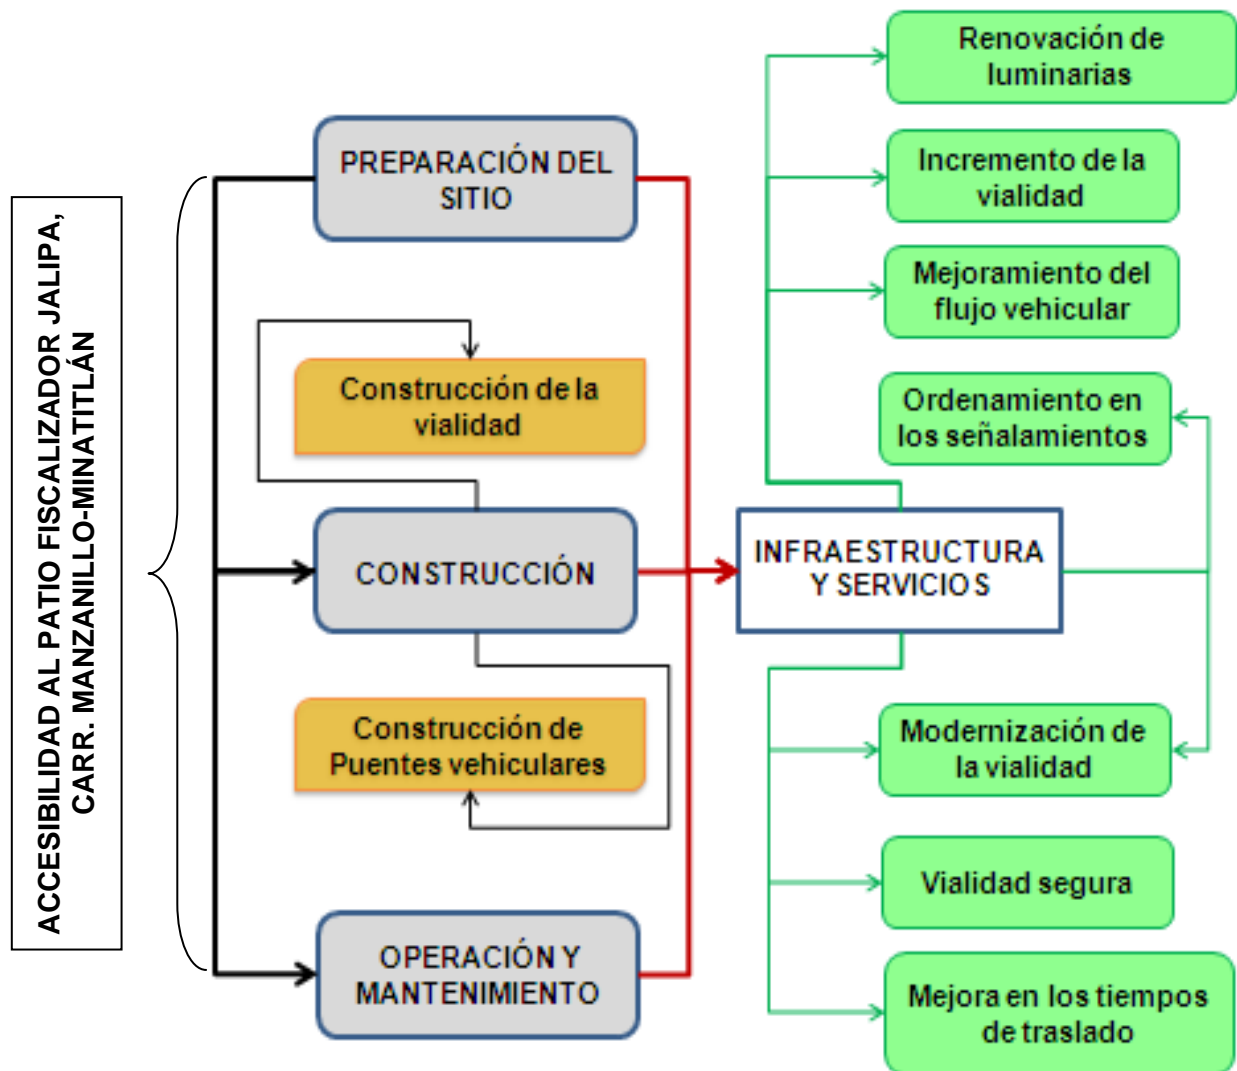 ACCESIBILIDAD AL PATIO FISCALIZADOR JALIPA,
CARR. MANZANILLO-MINATITLÁN
PREPARACIÓN DEL
SITIO
Construcción de la
vialidad
CONSTRUCCIÓN
Construcción de
Puentes vehiculares
OPERACIÓN Y
MANTENIMIENTO
INFRAESTRUCTURA
Y SERVICIOS
Renovación de
luminarias
Incremento de la
vialidad
Mejoramiento del
flujo vehicular
Ordenamiento en
los señalamientos
Modernización de
la vialidad
Vialidad segura
Mejora en los tiempos
de traslado